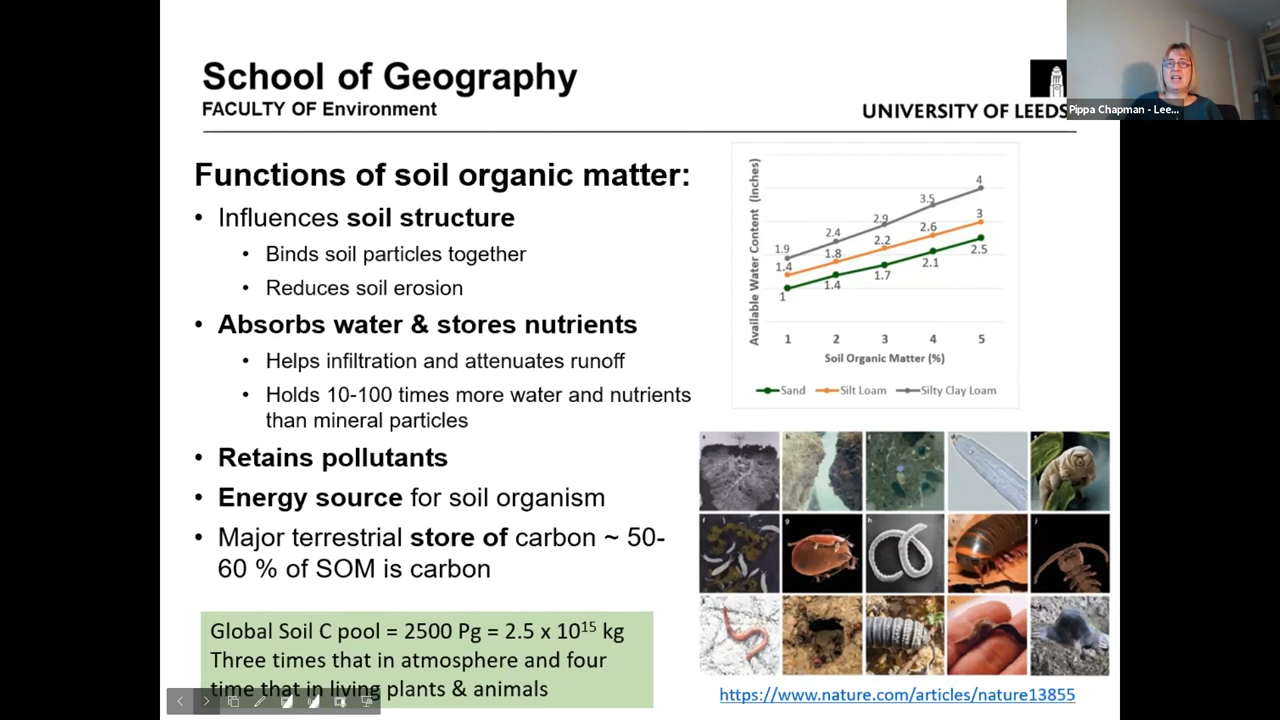 School of Geography
FACULTY OF Environment
UNIVERSITY OF LEEDS
Pippa Chapman - Lee...
Functions of soil organic matter:
• Influences soil structure
• Binds soil particles together
• Reduces soil erosion
• Absorbs water & stores nutrients
• Helps infiltration and attenuates runoff
• Holds 10-100 times more water and nutrients
than mineral particles
• Retains pollutants
• Energy source for soil organism
• Major terrestrial store of carbon ~ 50-
60 % of SOM is carbon
Global Soil C pool = 2500 Pg = 2.5 x 10¹⁵ kg
Three times that in atmosphere and four
time that in living plants & animals
Available Water Content (inches)
1.9 2.4 2.9 3.5 4
1.4 1.8 2.2 2.6 3
1 1.4 1.7 2.1 2.5
1 2 3 4 5
Soil Organic Matter (%)
Sand Silt Loam Silty Clay Loam
https://www.nature.com/articles/nature13855